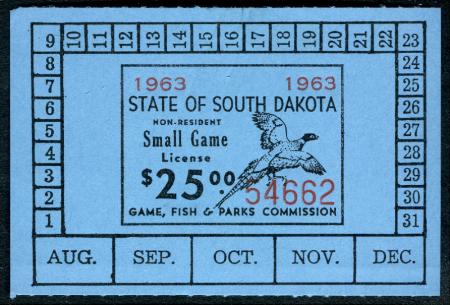 9 10 11 12 13 14 15 16 17 18 19 20 21 22 23
8 24
7 25
6 26
5 27
4 28
3 29
2 30
1 31
1963 1963
STATE OF SOUTH DAKOTA
NON-RESIDENT
Small Game
License
$25.00
54662
GAME, FISH & PARKS COMMISSION
AUG. SEP. OCT. NOV. DEC.